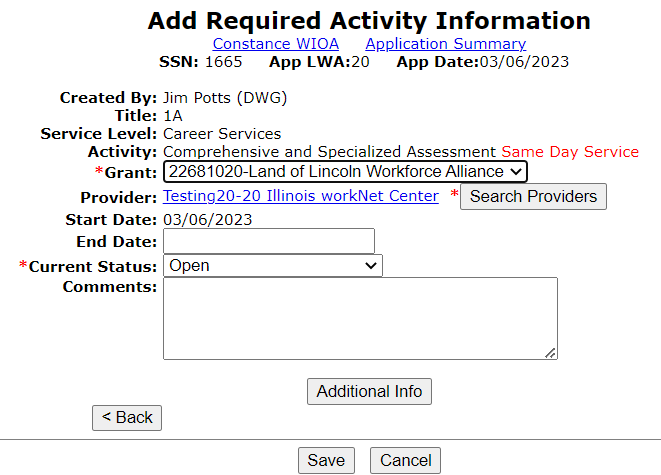 Add Required Activity Information
Constance WIOA Application Summary
SSN: 1665 App LWA:20 App Date:03/06/2023
Created By: Jim Potts (DWG)
Title: 1A
Service Level: Career Services
Activity: Comprehensive and Specialized Assessment Same Day Service
*Grant: 22681020-Land of Lincoln Workforce Alliance
Provider: Testing20-20 Illinois workNet Center * Search Providers
Start Date: 03/06/2023
End Date:
*Current Status: Open
Comments:
Additional Info
< Back
Save Cancel